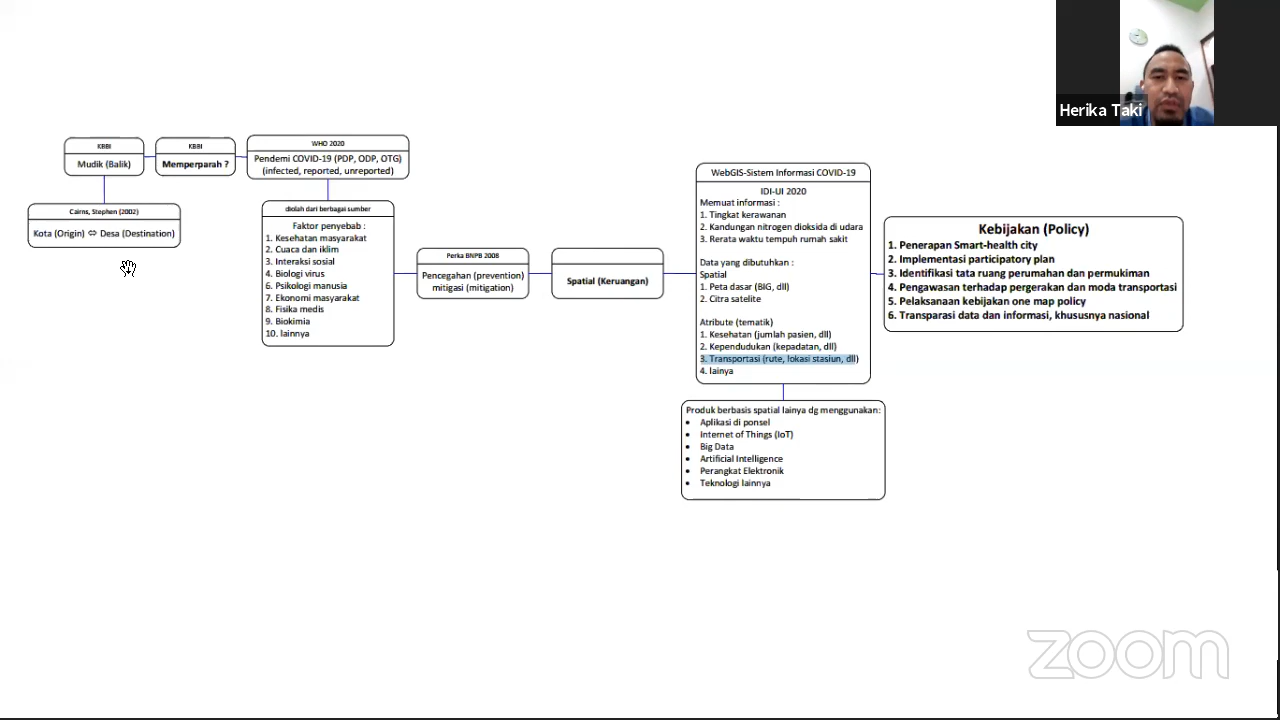 Herika Taki
KBBI
Mudik (Balik)
KBBI
Memperparah ?
WHO 2020
Pendemi COVID-19 (PDP, ODP, OTG)
(infected, reported, unreported)
Cairns, Stephen (2002)
Kota (Origin) ⇔ Desa (Destination)
diolah dari berbagai sumber
Faktor penyebab :
1. Kesehatan masyarakat
2. Cuaca dan iklim
3. Interaksi sosial
4. Biologi virus
6. Psikologi manusia
7. Ekonomi masyarakat
8. Fisika medis
9. Biokimia
10. lainnya
Perka BNPB 2008
Pencegahan (prevention)
mitigasi (mitigation)
Spatial (Keruangan)
WebGIS-Sistem Informasi COVID-19
IDI-UI 2020
Memuat informasi :
1. Tingkat kerawanan
2. Kandungan nitrogen dioksida di udara
3. Rerata waktu tempuh rumah sakit
Data yang dibutuhkan :
Spatial
1. Peta dasar (BIG, dll)
2. Citra satelite
Atribute (tematik)
1. Kesehatan (jumlah pasien, dll)
2. Kependudukan (kepadatan, dll)
3. Transportasi (rute, lokasi stasiun, dll)
4. lainya
Produk berbasis spatial lainya dg menggunakan:
• Aplikasi di ponsel
• Internet of Things (IoT)
• Big Data
• Artificial Intelligence
• Perangkat Elektronik
• Teknologi lainnya
Kebijakan (Policy)
1. Penerapan Smart-health city
2. Implementasi participatory plan
3. Identifikasi tata ruang perumahan dan permukiman
4. Pengawasan terhadap pergerakan dan moda transportasi
5. Pelaksanaan kebijakan one map policy
6. Transparasi data dan informasi, khususnya nasional
zoom